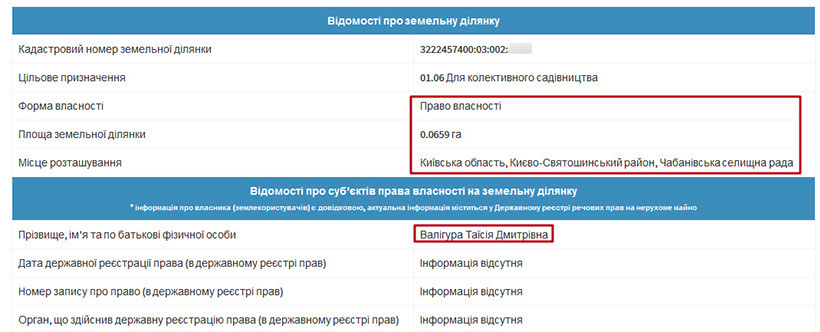 Відомості про земельну ділянку
Кадастровий номер земельної ділянки 3222457400:03:002:
Цільове призначення 01.06 Для колективного садівництва
Форма власності Право власності
Площа земельної ділянки 0.0659 га
Місце розташування Київська область, Києво-Святошинський район, Чабанівська селищна рада
Відомості про суб'єктів права власності на земельну ділянку
* інформація про власника (землекористувачів) є довідковою, актуальна інформація міститься у Державному реєстрі речових прав на нерухоме майно
Прізвище, ім'я та по батькові фізичної особи Валігура Таїсія Дмитрівна
Дата державної реєстрації права (в державному реєстрі прав) Інформація відсутня
Номер запису про право (в державному реєстрі прав) Інформація відсутня
Орган, що здійснив державну реєстрацію права (в державному реєстрі прав) Інформація відсутня